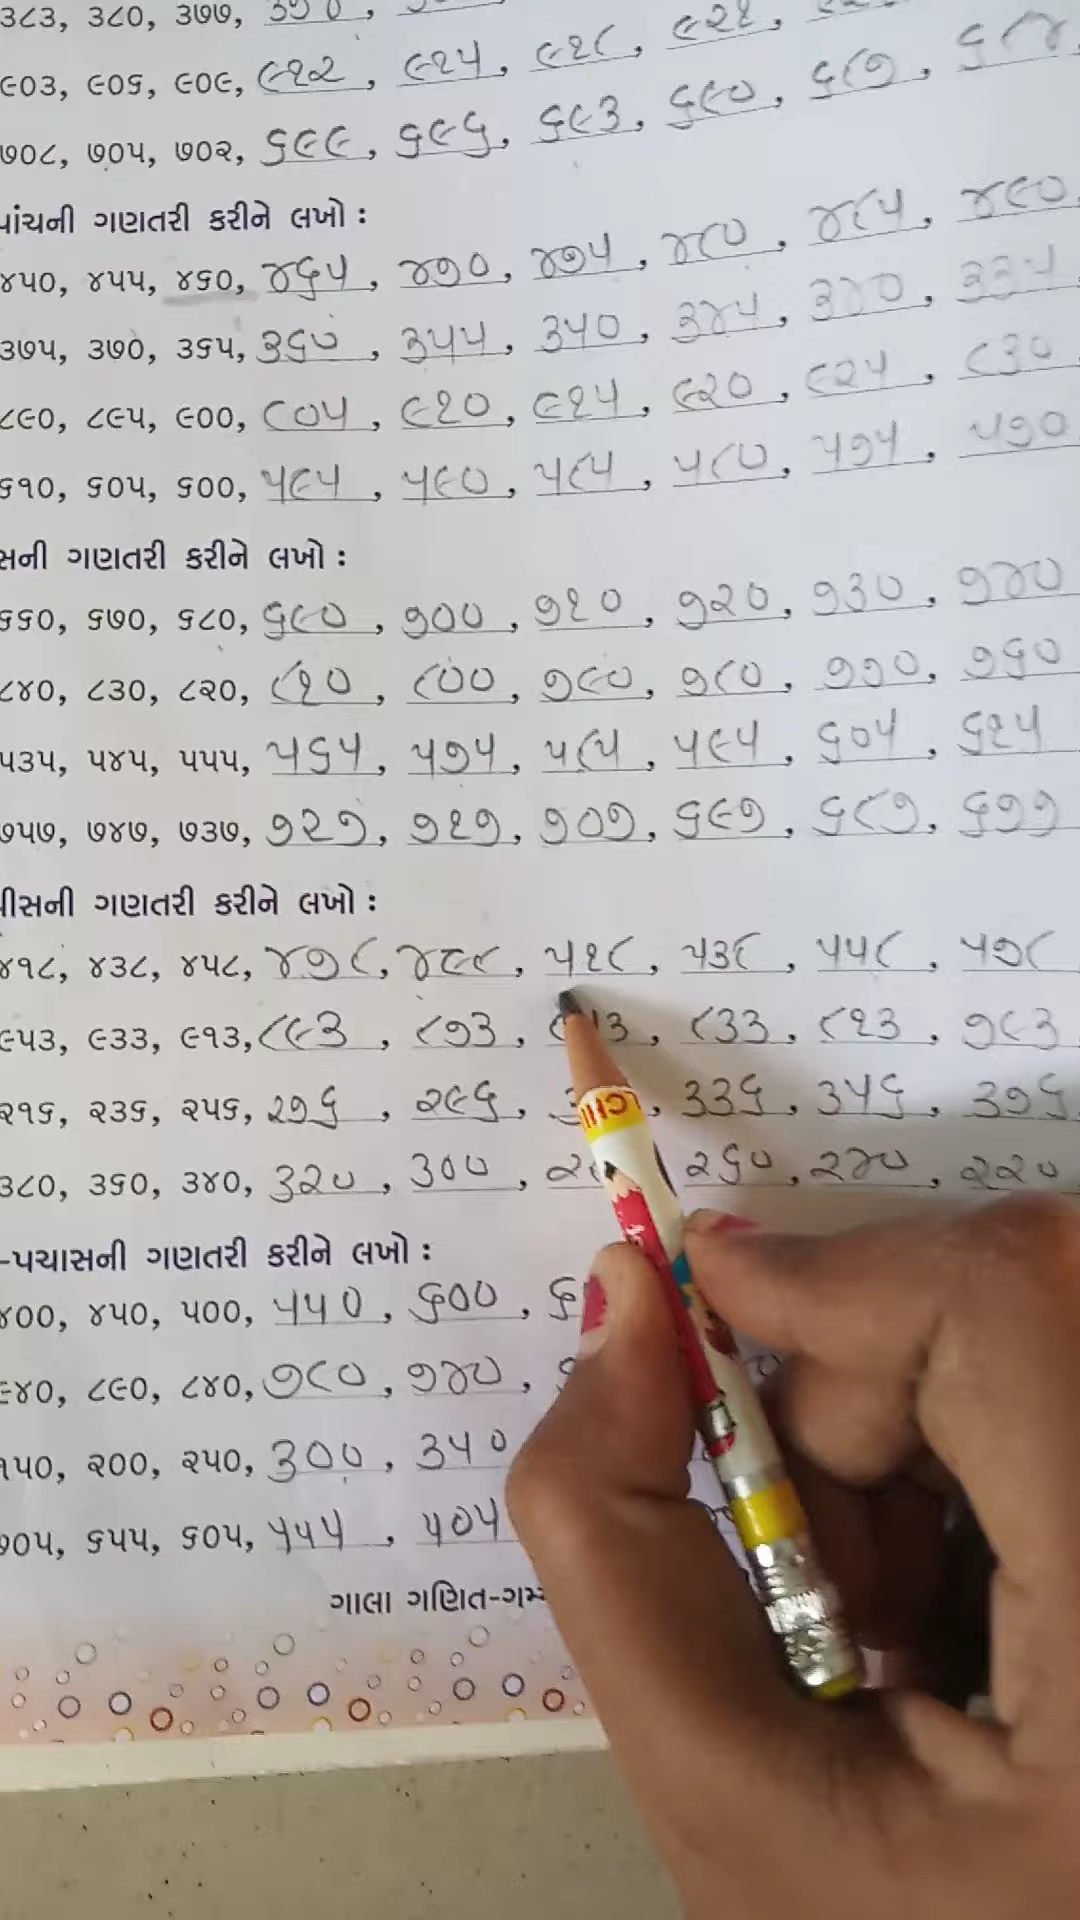 ૩૮૩, ૩૮૦, ૩૭૭,
૯૦૩, ૯૦૬, ૯૦૯, ૯૧૨, ૯૧૫, ૯૧૮, ૯૨૧,
૭૦૮, ૭૦૫, ૭૦૨, ૬૯૯, ૬૯૬, ૬૯૩, ૬૯૦, ૬૮૭, ૬૮૪
પાંચની ગણતરી કરીને લખો :
૪૫૦, ૪૫૫, ૪૬૦, ૪૬૫, ૪૭૦, ૪૭૫, ૪૮૦, ૪૮૫, ૪૯૦
૩૭૫, ૩૭૦, ૩૬૫, ૩૬૦, ૩૫૫, ૩૫૦, ૩૪૫, ૩૪૦, ૩૩૫
૮૯૦, ૮૯૫, ૯૦૦, ૯૦૫, ૯૧૦, ૯૧૫, ૯૨૦, ૯૨૫, ૯૩૦
૬૧૦, ૬૦૫, ૬૦૦, ૫૯૫, ૫૯૦, ૫૮૫, ૫૮૦, ૫૭૫, ૫૭૦
સની ગણતરી કરીને લખો :
૬૬૦, ૬૭૦, ૬૮૦, ૬૯૦, ૭૦૦, ૭૧૦, ૭૨૦, ૭૩૦, ૭૪૦
૮૪૦, ૮૩૦, ૮૨૦, ૮૧૦, ૮૦૦, ૭૯૦, ૭૮૦, ૭૭૦, ૭૬૦
૫૩૫, ૫૪૫, ૫૫૫, ૫૬૫, ૫૭૫, ૫૮૫, ૫૯૫, ૬૦૫, ૬૧૫
૭૫૭, ૭૪૭, ૭૩૭, ૭૨૭, ૭૧૭, ૭૦૭, ૬૯૭, ૬૮૭, ૬૭૭
વીસની ગણતરી કરીને લખો :
૪૧૮, ૪૩૮, ૪૫૮, ૪૭૮, ૪૯૮, ૫૧૮, ૫૩૮, ૫૫૮, ૫૭૮
૯૫૩, ૯૩૩, ૯૧૩, ૮૯૩, ૮૭૩, ૮૫૩, ૮૩૩, ૮૧૩, ૭૯૩
૨૧૬, ૨૩૬, ૨૫૬, ૨૭૬, ૨૯૬, ૩૩૬, ૩૫૬, ૩૭૬
૩૮૦, ૩૬૦, ૩૪૦, ૩૨૦, ૩૦૦, ૨૬૦, ૨૪૦, ૨૨૦
-પચાસની ગણતરી કરીને લખો :
૪૦૦, ૪૫૦, ૫૦૦, ૫૫૦, ૬૦૦,
૯૪૦, ૮૯૦, ૮૪૦, ૭૯૦, ૭૪૦,
૧૫૦, ૨૦૦, ૨૫૦, ૩૦૦, ૩૫૦
૭૦૫, ૬૫૫, ૬૦૫, ૫૫૫, ૫૦૫
ગાલા ગણિત-ગમ્